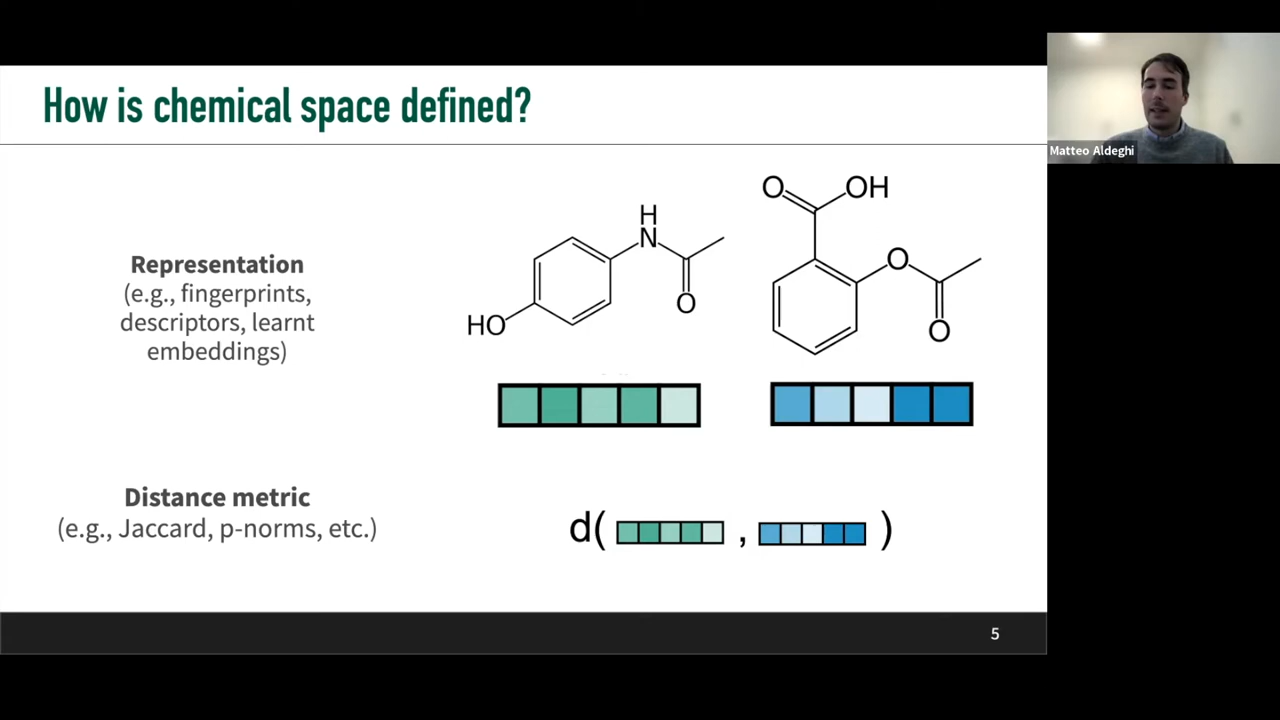 How is chemical space defined?
Matteo Aldeghi
Representation
(e.g., fingerprints,
descriptors, learnt
embeddings)
H
N
O
HO
O
OH
O
O
Distance metric
(e.g., Jaccard, p-norms, etc.)
d( , )
5